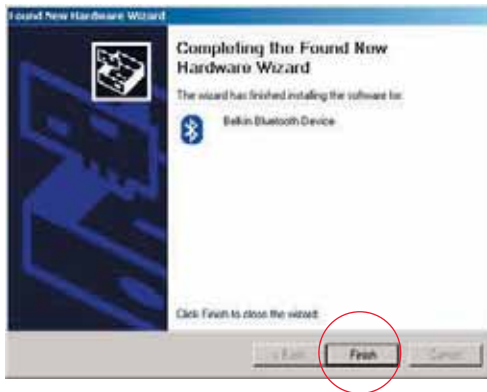 Found New Hardware Wizard
Completing the Found New
Hardware Wizard
The wizard has finished installing the software for:
Belkin Bluetooth Device
Click Finish to close the wizard.
< Back
Finish
Cancel